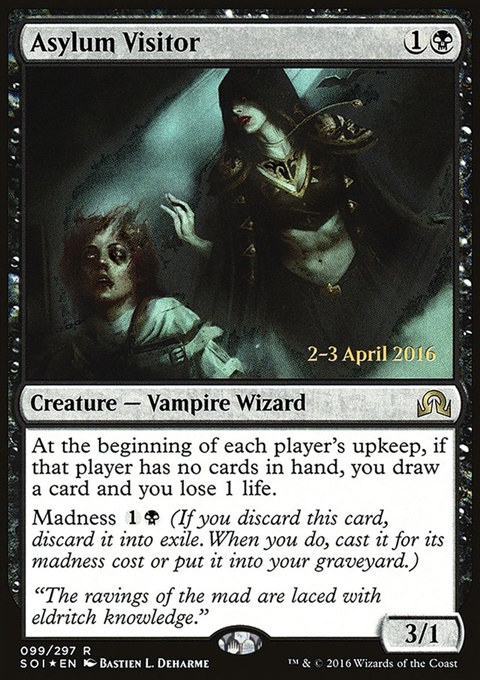 Asylum Visitor 1
2–3 April 2016
Creature — Vampire Wizard
At the beginning of each player's upkeep, if
that player has no cards in hand, you draw
a card and you lose 1 life.
Madness 1 (If you discard this card,
discard it into exile. When you do, cast it for its
madness cost or put it into your graveyard.)
"The ravings of the mad are laced with
eldritch knowledge."
3/1
099/297 R
SOI★EN Bastien L. Deharme
™ & © 2016 Wizards of the Coast